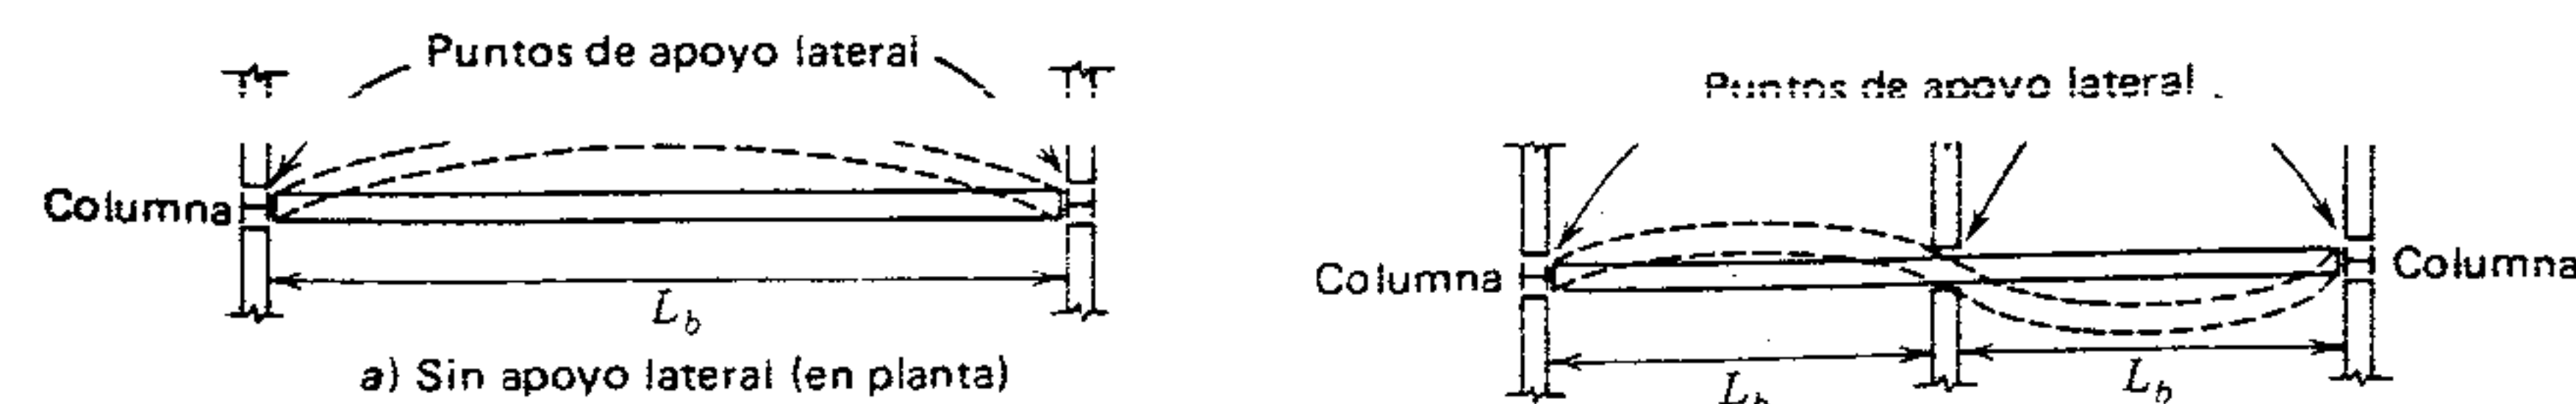 Puntos de apoyo lateral
Columna
L_b
a) Sin apoyo lateral (en planta)
Puntos de apoyo lateral
Columna
Columna
L_b
L_b